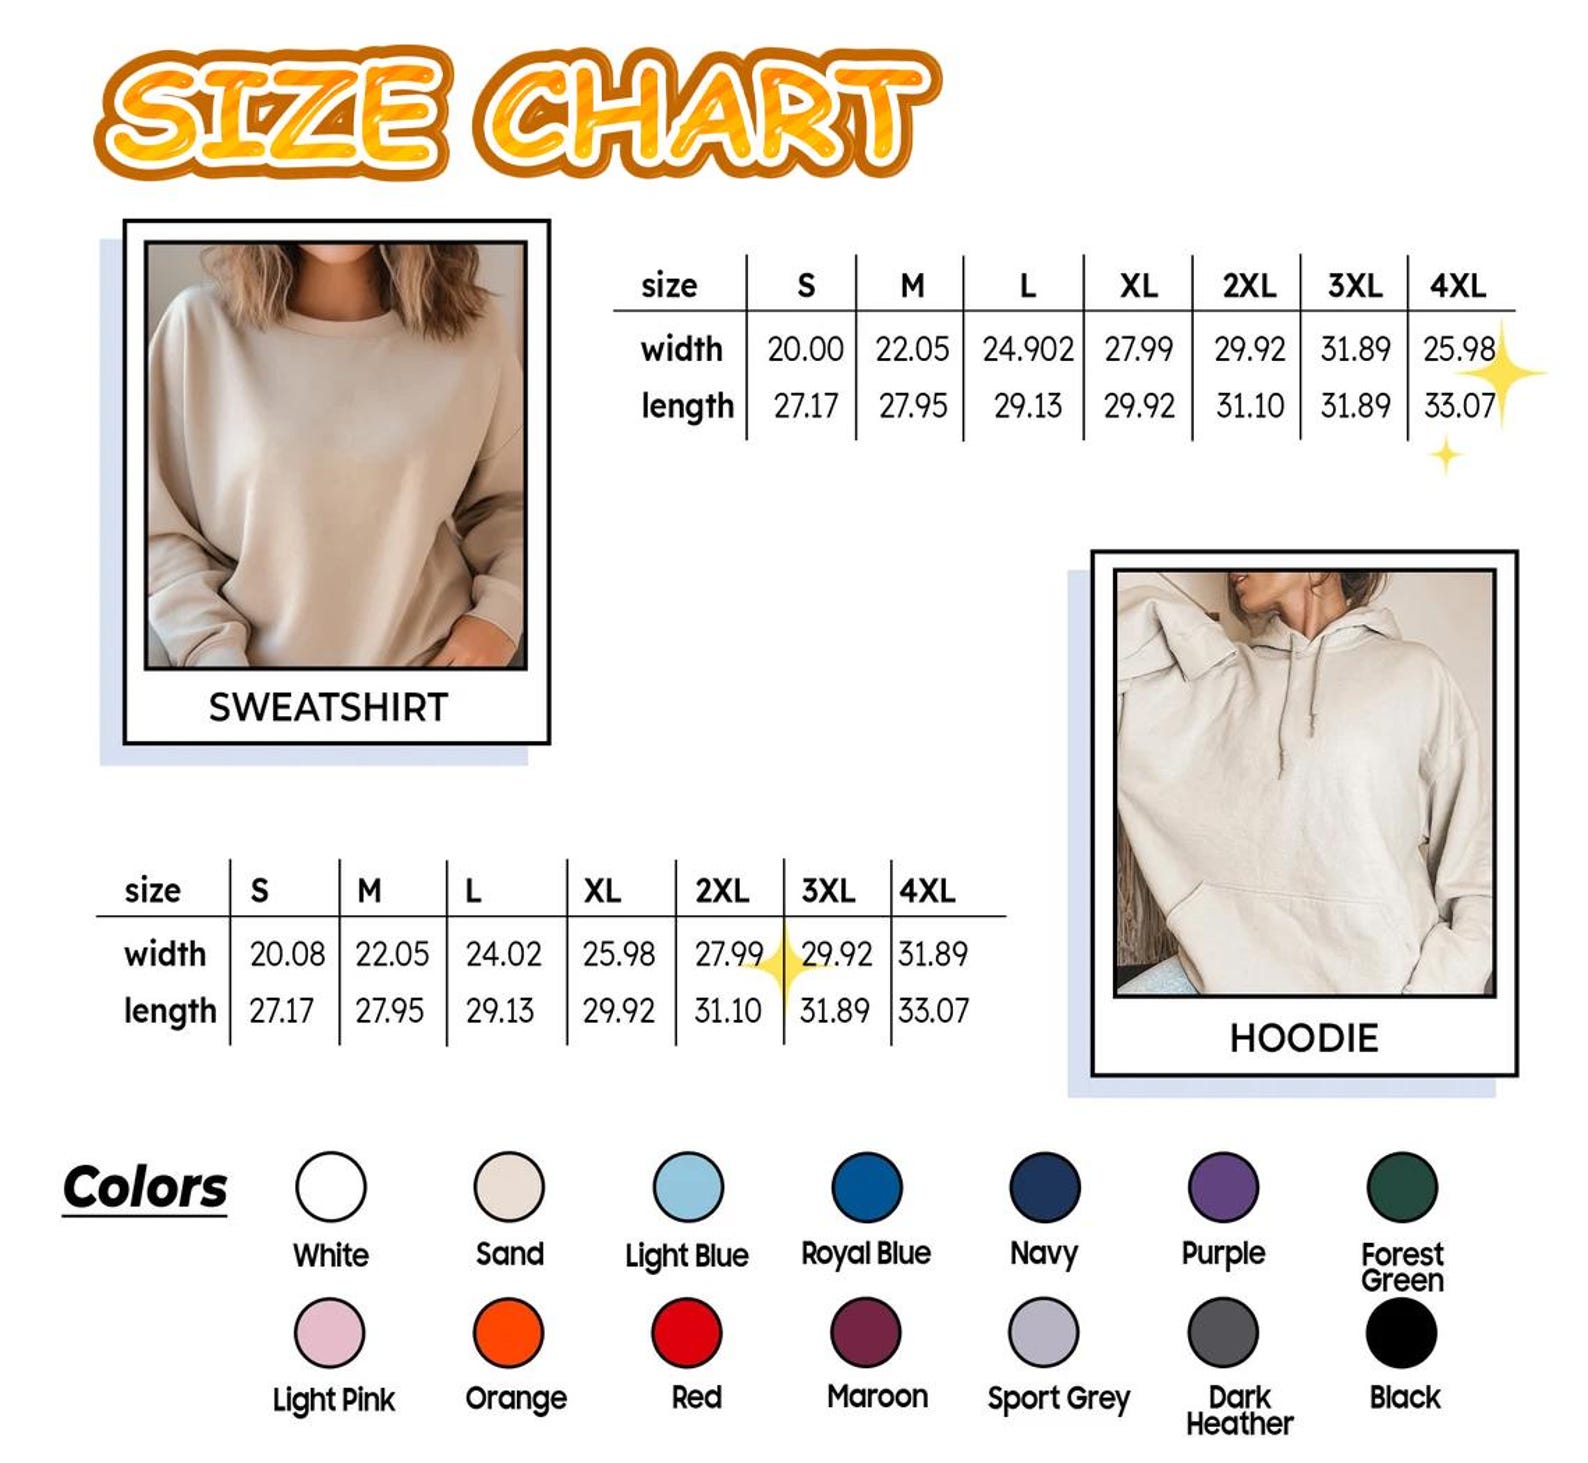 SIZE CHART
size S M L XL 2XL 3XL 4XL
width 20.00 22.05 24.902 27.99 29.92 31.89 25.98
length 27.17 27.95 29.13 29.92 31.10 31.89 33.07
SWEATSHIRT
size S M L XL 2XL 3XL 4XL
width 20.08 22.05 24.02 25.98 27.99 29.92 31.89
length 27.17 27.95 29.13 29.92 31.10 31.89 33.07
HOODIE
Colors
White Sand Light Blue Royal Blue Navy Purple Forest
Green
Light Pink Orange Red Maroon Sport Grey Dark Black
Heather